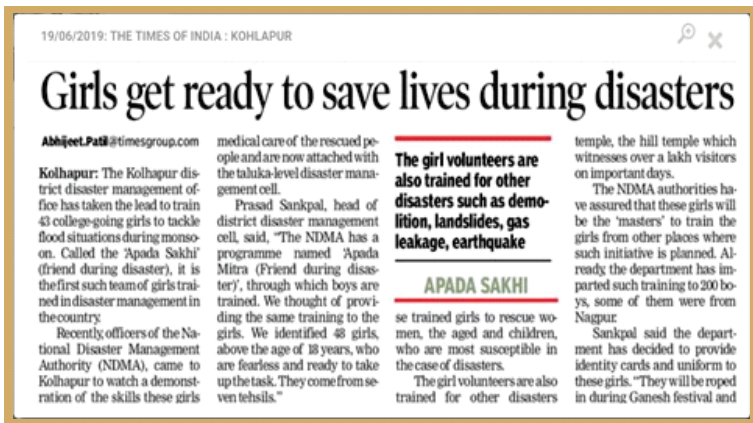 19/06/2019: THE TIMES OF INDIA : KOHLAPUR
Girls get ready to save lives during disasters
Abhijeet.Patil@timesgroup.com
Kolhapur: The Kolhapur dis-
trict disaster management of-
fice has taken the lead to train
43 college-going girls to tackle
flood situations during monso-
on. Called the ‘Apada Sakhi’
(friend during disaster), it is
the first such team of girls trai-
ned in disaster management in
the country.
Recently, officers of the Na-
tional Disaster Management
Authority (NDMA), came to
Kolhapur to watch a demonst-
ration of the skills these girls
medical care of the rescued pe-
ople and are now attached with
the taluka-level disaster mana-
gement cell.
Prasad Sankpal, head of
district disaster management
cell, said, “The NDMA has a
programme named ‘Apada
Mitra (Friend during disas-
ter)’, through which boys are
trained. We thought of provi-
ding the same training to the
girls. We identified 48 girls,
above the age of 18 years, who
are fearless and ready to take
up the task. They come from se-
ven tehsils.”
The girl volunteers are
also trained for other
disasters such as demo-
lition, landslides, gas
leakage, earthquake
APADA SAKHI
se trained girls to rescue wo-
men, the aged and children,
who are most susceptible in
the case of disasters.
The girl volunteers are also
trained for other disasters
temple, the hill temple which
witnesses over a lakh visitors
on important days.
The NDMA authorities ha-
ve assured that these girls will
be the ‘masters’ to train the
girls from other places where
such initiative is planned. Al-
ready, the department has im-
parted such training to 200 bo-
ys, some of them were from
Nagpur.
Sankpal said the depart-
ment has decided to provide
identity cards and uniform to
these girls. “They will be roped
in during Ganesh festival and